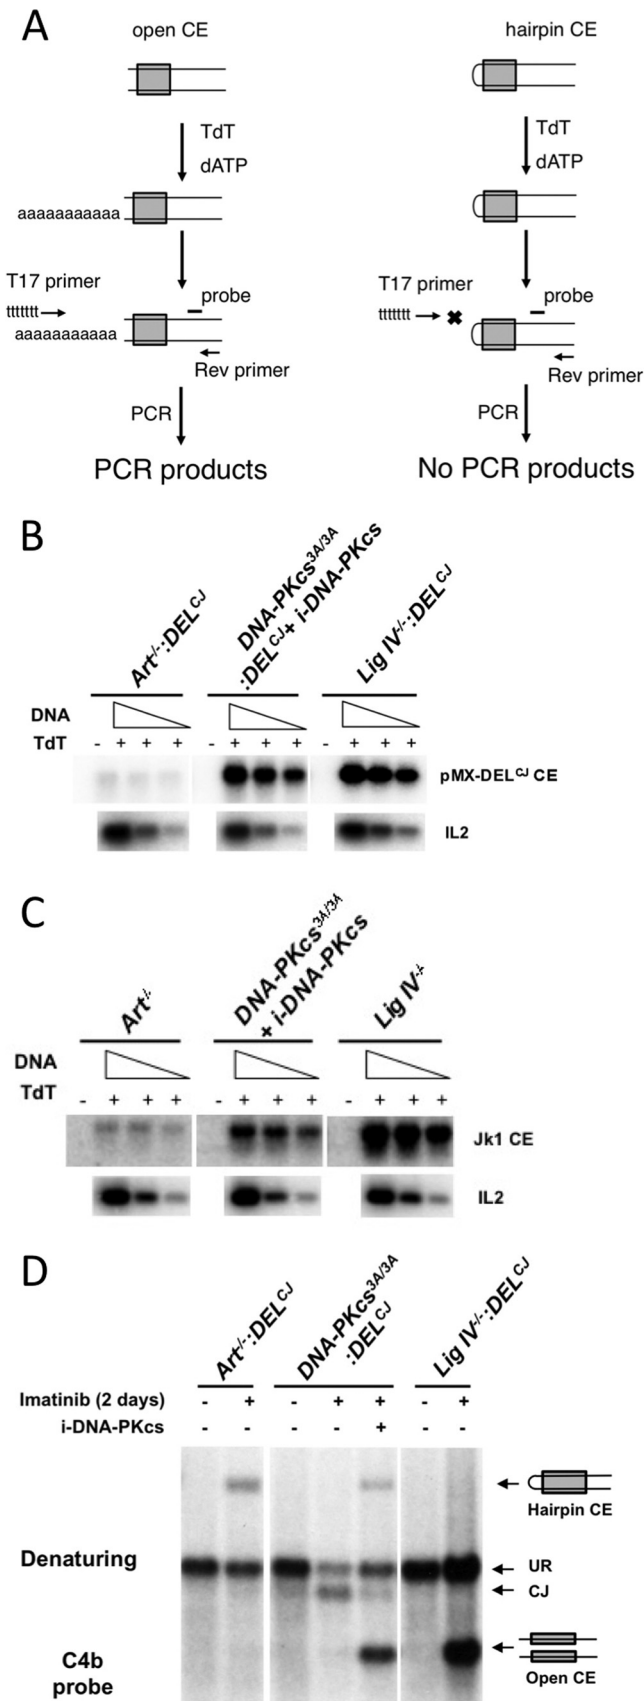 A
open CE
hairpin CE
TdT
dATP
TdT
dATP
aaaaaaaaaaa
T17 primer
ttttttt
aaaaaaaaaaa
probe
Rev primer
T17 primer
ttttttt
probe
Rev primer
PCR
PCR
PCR products
No PCR products
B
Art-/-:DELCJ
DNA-PKcs3A/3A
:DELCJ+ i-DNA-PKcs
Lig IV-/-:DELCJ
DNA
TdT
- + + + - + + + - + + +
pMX-DELCJ CE
IL2
C
Art-/-
DNA-PKcs3A/3A
+ i-DNA-PKcs
Lig IV-/-
DNA
TdT
- + + + - + + + - + + +
Jk1 CE
IL2
D
Art-/-:DELCJ
DNA-PKcs3A/3A
:DELCJ
Lig IV-/-:DELCJ
Imatinib (2 days) - + - + + - +
i-DNA-PKcs - - - - + - -
Hairpin CE
Denaturing
UR
CJ
C4b
probe
Open CE